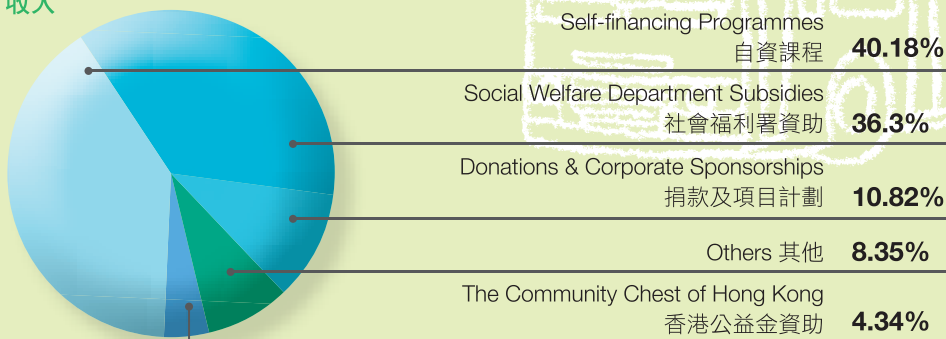 收入
Self-financing Programmes
自資課程 40.18%
Social Welfare Department Subsidies
社會福利署資助 36.3%
Donations & Corporate Sponsorships
捐款及項目計劃 10.82%
Others 其他 8.35%
The Community Chest of Hong Kong
香港公益金資助 4.34%